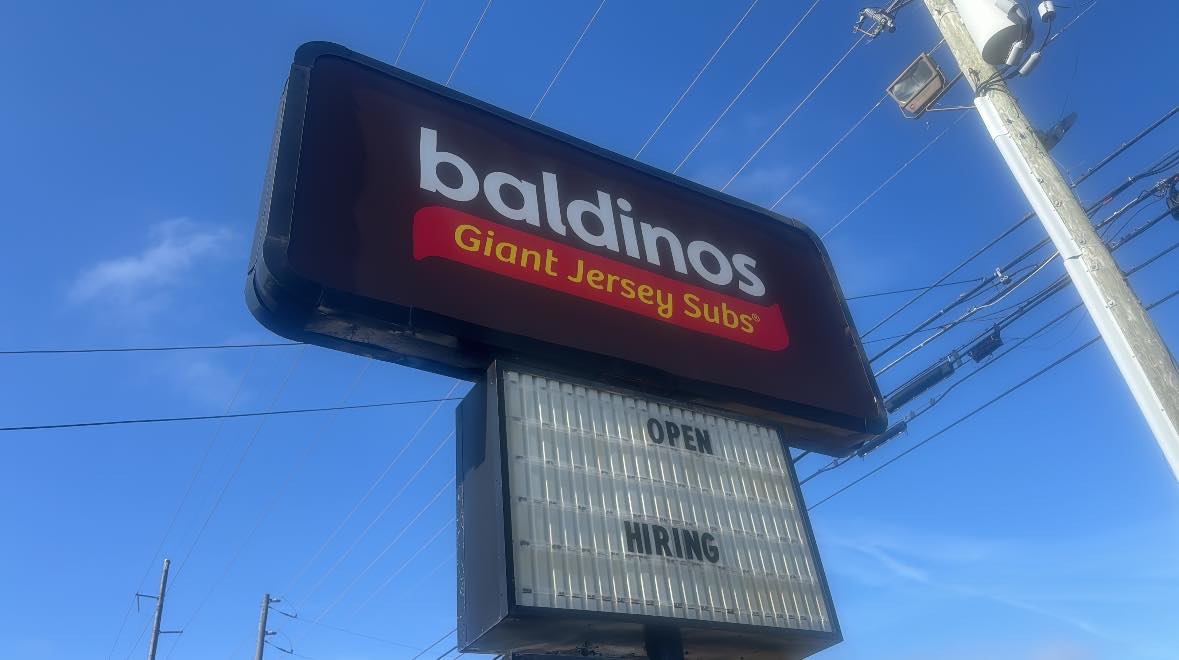 baldinos
Giant Jersey Subs®
OPEN
HIRING